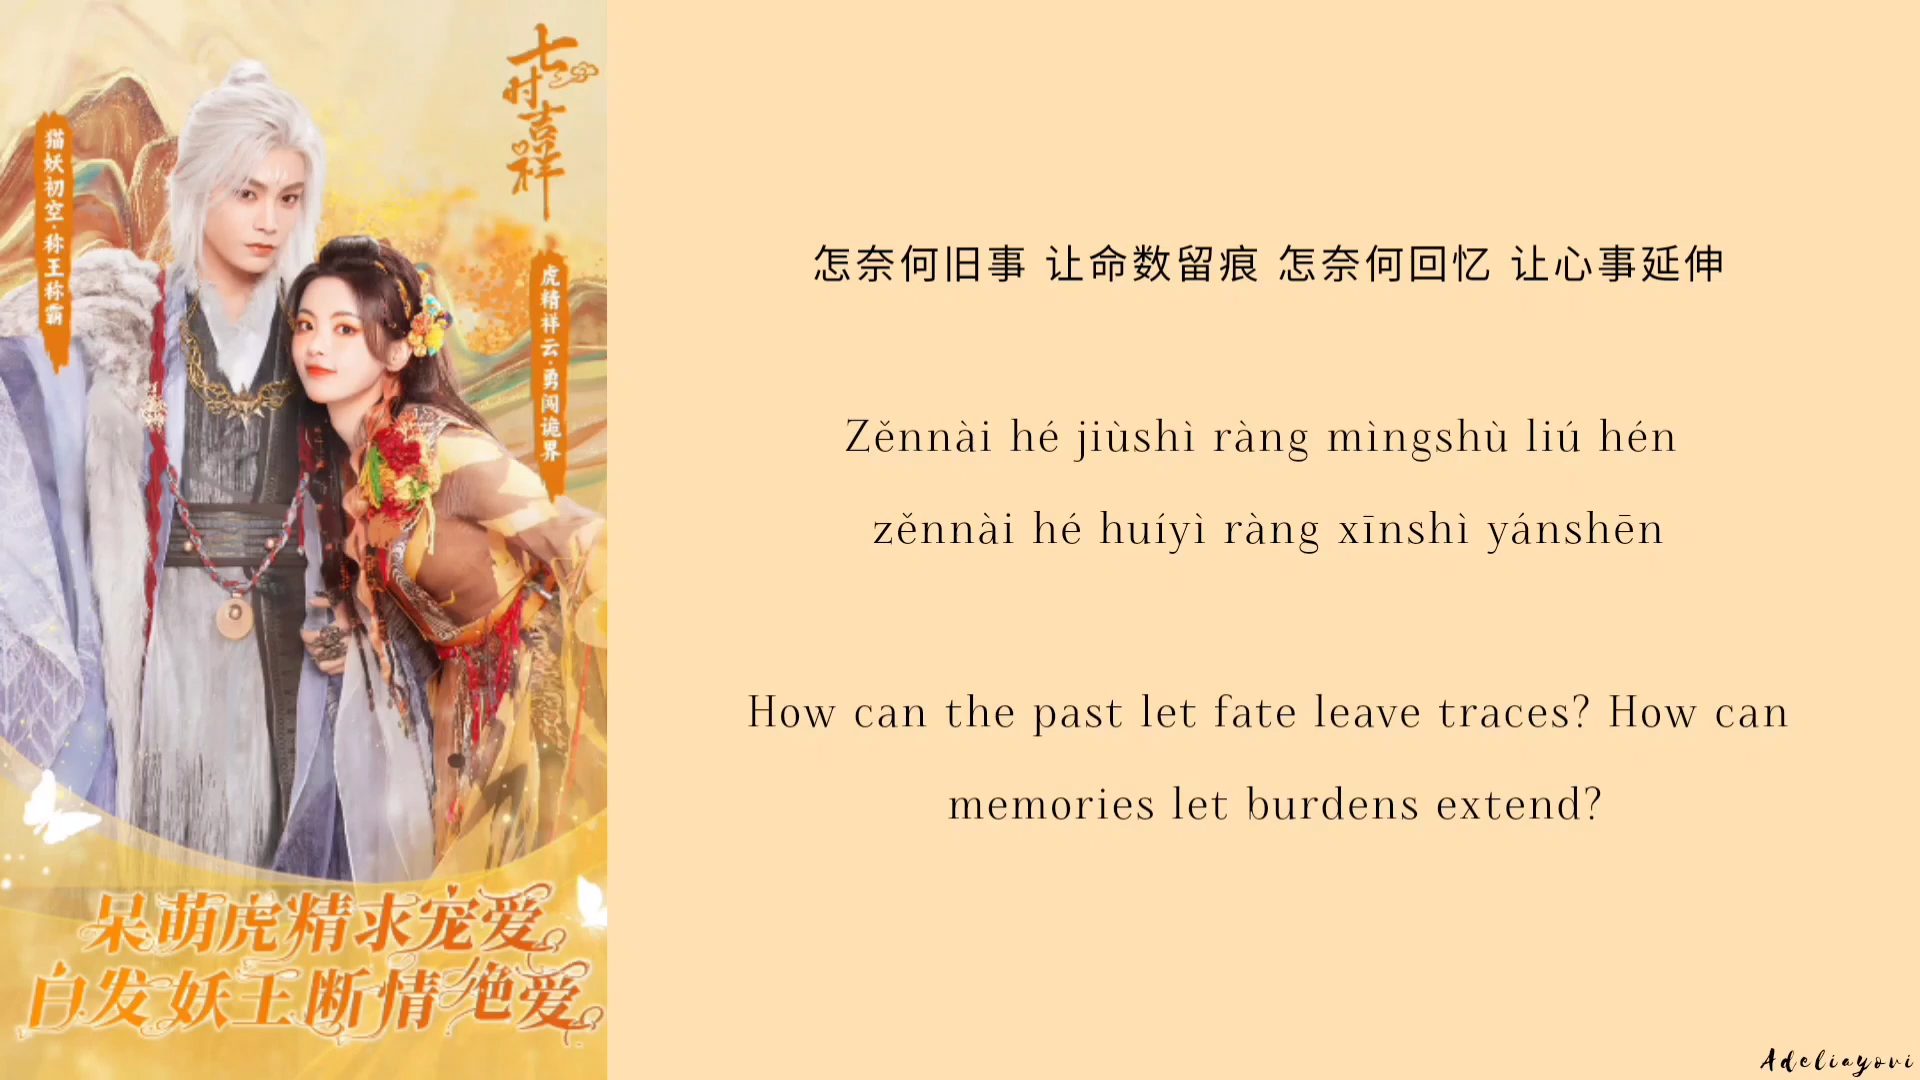 七时吉祥
猫妖初空·称王称霸
虎精祥云·勇闯诡界
呆萌虎精求宠爱
白发妖王断情绝爱
怎奈何旧事 让命数留痕 怎奈何回忆 让心事延伸
Zěnnài hé jiùshì ràng mìngshù liú hén
zěnnài hé huíyì ràng xīnshì yánshēn
How can the past let fate leave traces? How can
memories let burdens extend?
Adeliayovi